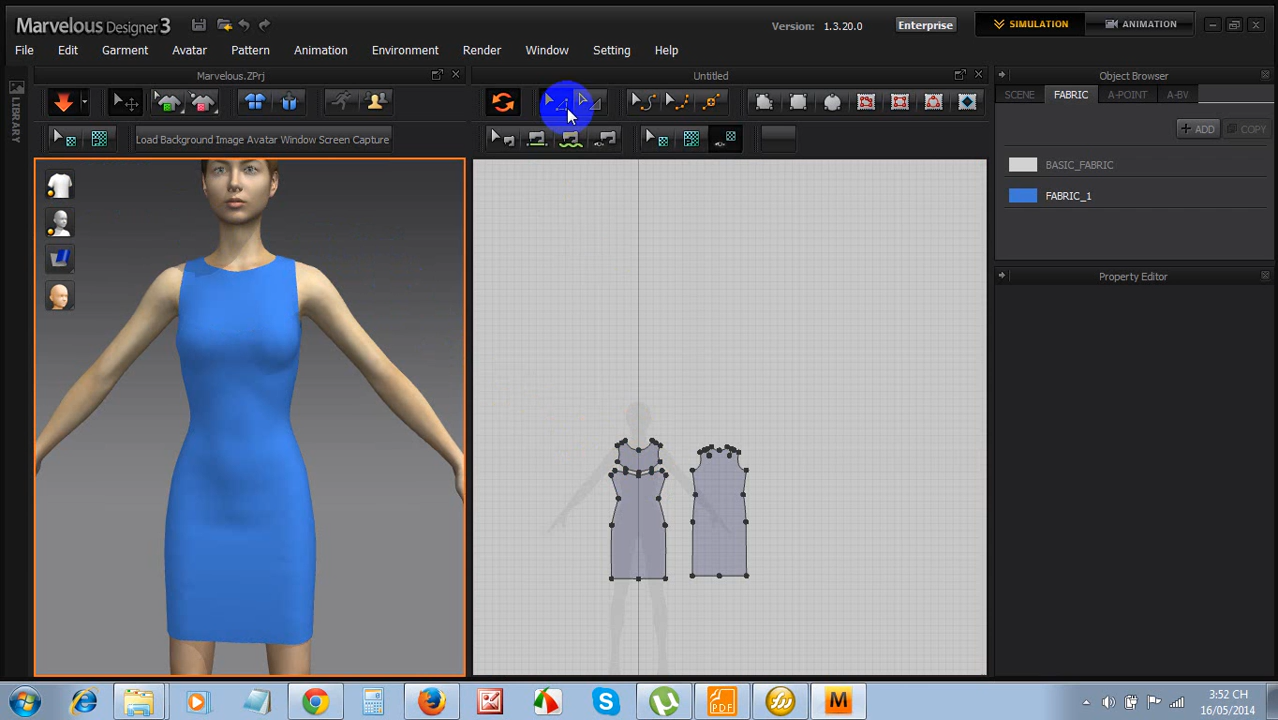 Marvelous Designer 3
Version: 1.3.20.0
Enterprise
SIMULATION
ANIMATION
File Edit Garment Avatar Pattern Animation Environment Render Window Setting Help
Marvelous.ZPrj
Untitled
Object Browser
LIBRARY
SCENE FABRIC A-POINT A-BV
Load Background Image Avatar Window Screen Capture
ADD COPY
BASIC_FABRIC
FABRIC_1
Property Editor
PDF
M
3:52 CH
16/05/2014